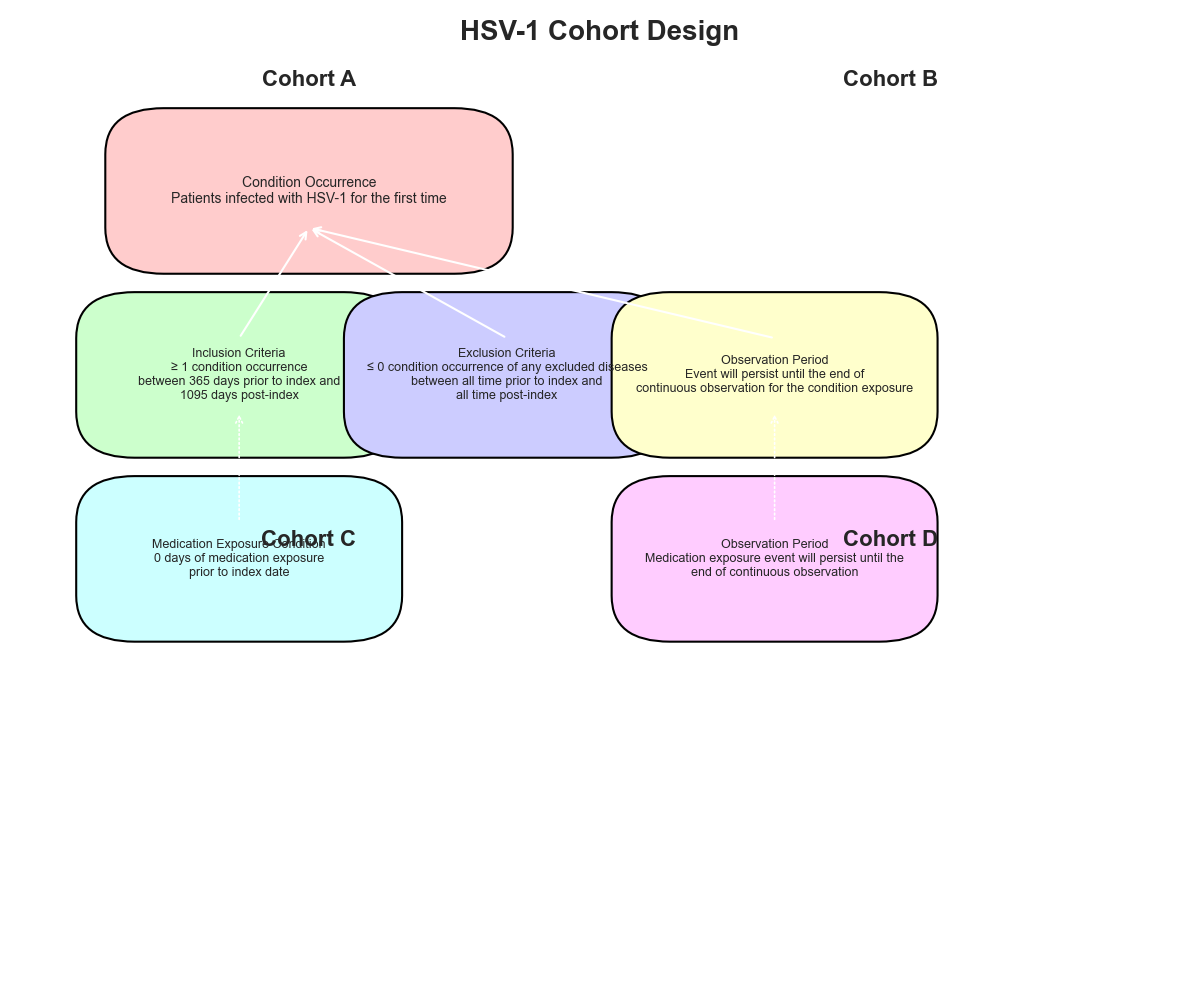 HSV-1 Cohort Design
Cohort A
Cohort B
Condition Occurrence
Patients infected with HSV-1 for the first time
Inclusion Criteria
≥ 1 condition occurrence
between 365 days prior to index and
1095 days post-index
Exclusion Criteria
≤ 0 condition occurrence of any excluded diseases
between all time prior to index and
all time post-index
Observation Period
Event will persist until the end of
continuous observation for the condition exposure
Cohort C
Medication Exposure Condition
0 days of medication exposure
prior to index date
Cohort D
Observation Period
Medication exposure event will persist until the
end of continuous observation